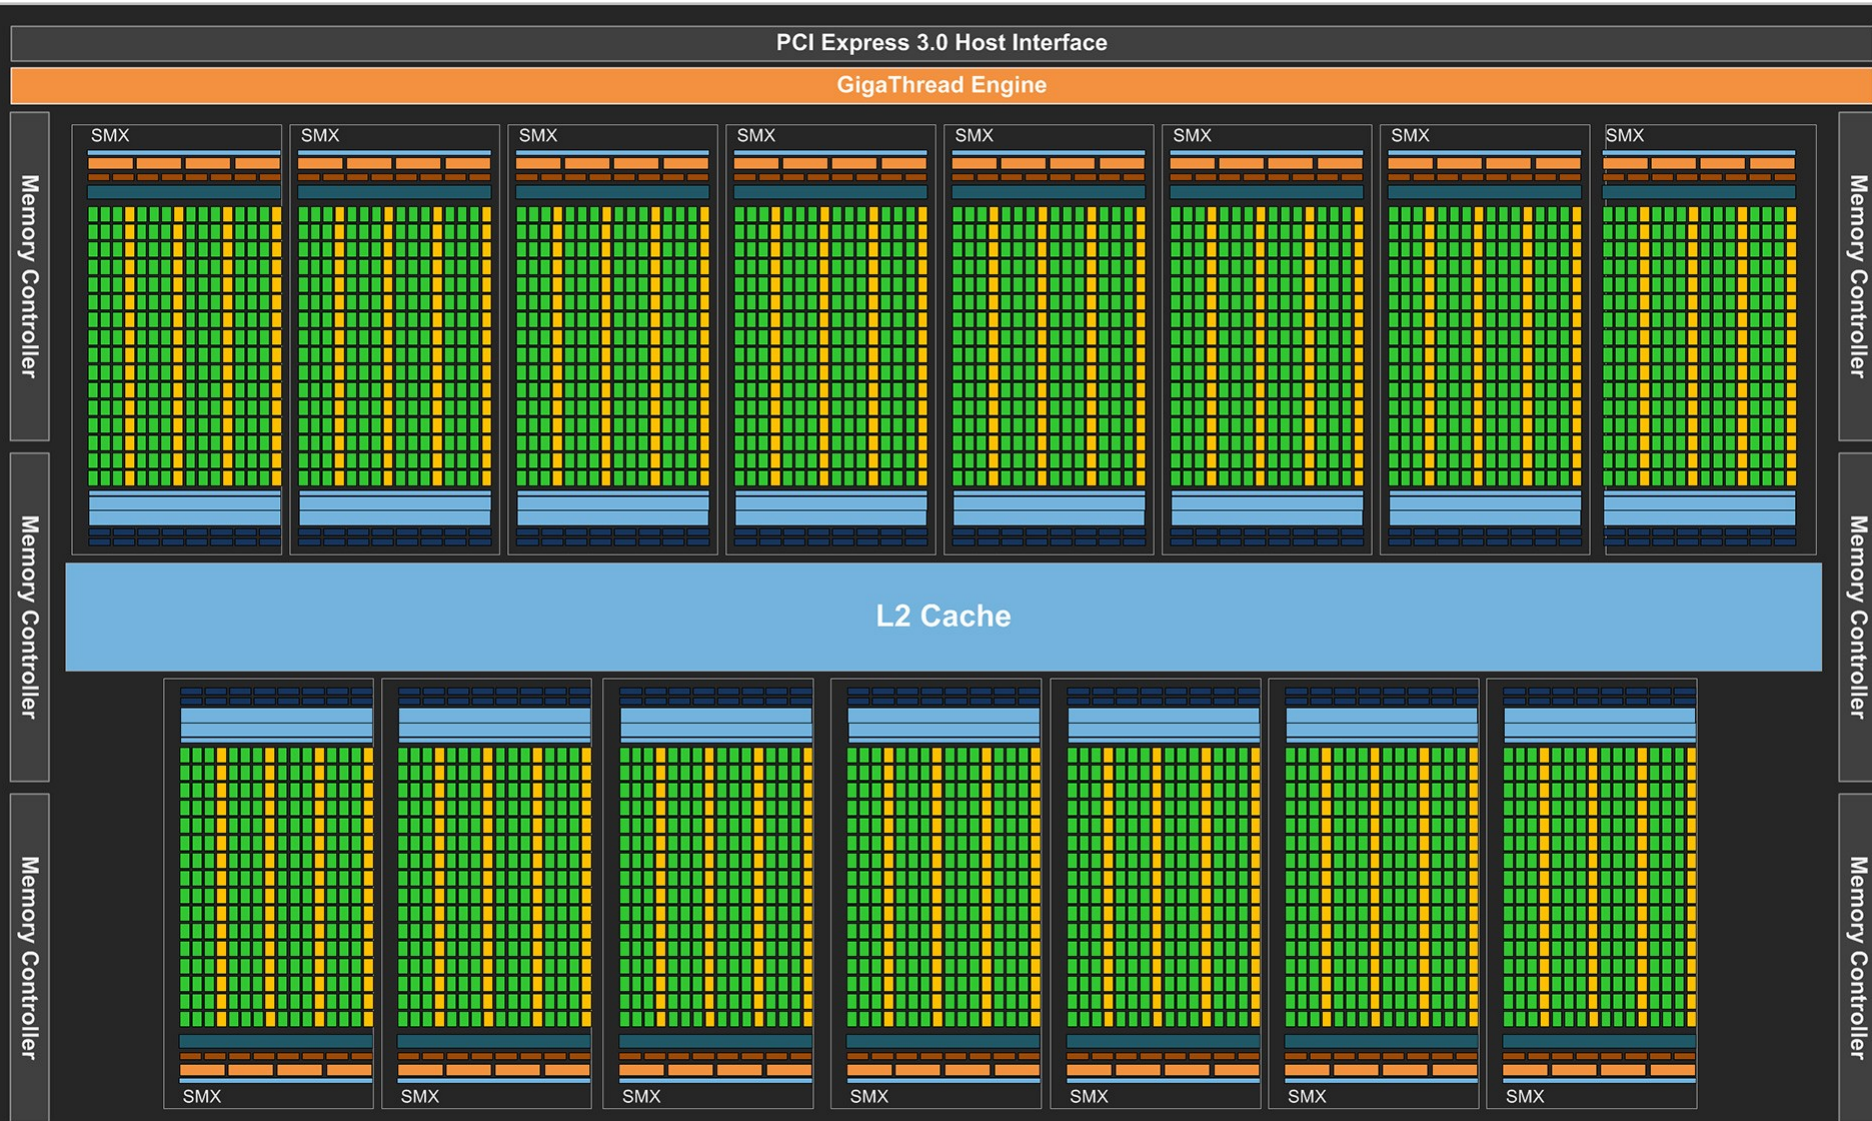 PCI Express 3.0 Host Interface
GigaThread Engine
SMX
SMX
SMX
SMX
SMX
SMX
SMX
SMX
Memory Controller
Memory Controller
Memory Controller
Memory Controller
Memory Controller
Memory Controller
L2 Cache
SMX
SMX
SMX
SMX
SMX
SMX
SMX